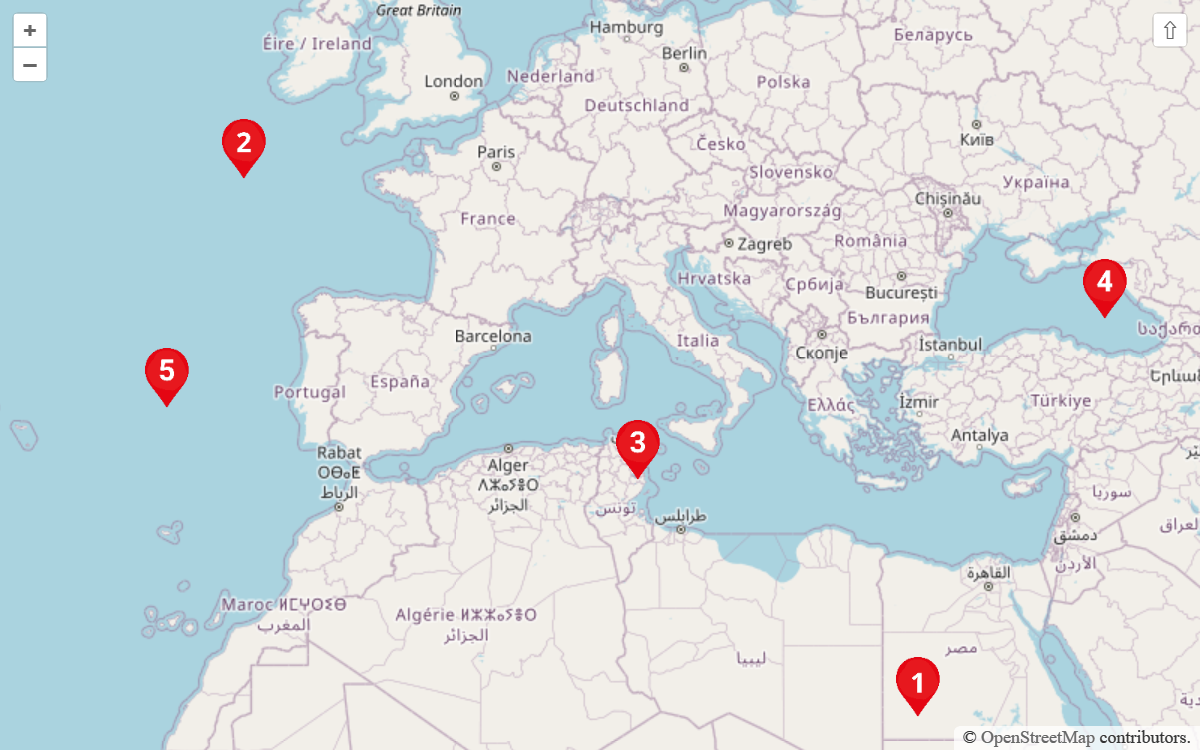 Great Britain
+
⇧
Hamburg
Беларусь
Éire / Ireland
Berlin
−
London
Nederland
Polska
Deutschland
2
Česko
Київ
Paris
Slovensko
Україна
Chișinău
France
Magyarország
România
Zagreb
Hrvatska
Србија
București
4
България
Barcelona
Italia
Скопје
İstanbul
5
España
Portugal
Ελλάς
İzmir
Türkiye
Antalya
3
Rabat
ⵔⴱⴰⵟ
الرباط
Alger
ⴷⵣⴰⵢⴻⵔ
الجزائر
سوريا
تونس
طرابلس
دمشق
الأردن
القاهرة
Maroc ⵍⵎⵖⵔⵉⴱ
المغرب
Algérie ⵍⵣⵣⴰⵢⴻⵔ
الجزائر
ليبيا
مصر
1
© OpenStreetMap contributors.